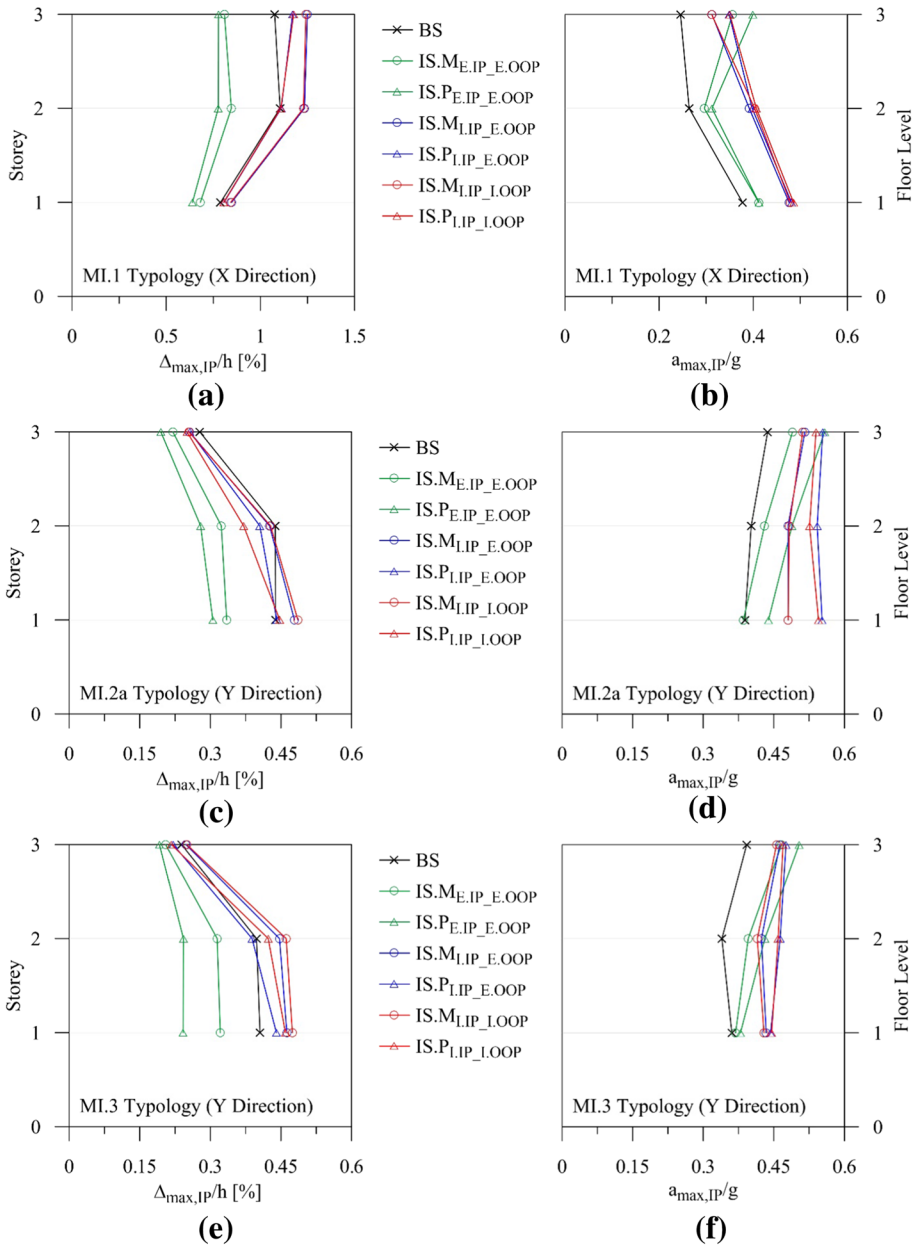 3
2
1
0
Storey
MI.1 Typology (X Direction)
0
0.5
1
1.5
Δmax,IP/h [%]
(a)
BS
IS.ME.IP_E.OOP
IS.PE.IP_E.OOP
IS.MI.IP_E.OOP
IS.PI.IP_E.OOP
IS.MI.IP_I.OOP
IS.PI.IP_I.OOP
3
2
1
0
Floor Level
MI.1 Typology (X Direction)
0
0.2
0.4
0.6
amax,IP/g
(b)
3
2
1
0
Storey
MI.2a Typology (Y Direction)
0
0.15
0.3
0.45
0.6
Δmax,IP/h [%]
(c)
BS
IS.ME.IP_E.OOP
IS.PE.IP_E.OOP
IS.MI.IP_E.OOP
IS.PI.IP_E.OOP
IS.MI.IP_I.OOP
IS.PI.IP_I.OOP
3
2
1
0
Floor Level
MI.2a Typology (Y Direction)
0
0.15
0.3
0.45
0.6
amax,IP/g
(d)
3
2
1
0
Storey
MI.3 Typology (Y Direction)
0
0.15
0.3
0.45
0.6
Δmax,IP/h [%]
(e)
BS
IS.ME.IP_E.OOP
IS.PE.IP_E.OOP
IS.MI.IP_E.OOP
IS.PI.IP_E.OOP
IS.MI.IP_I.OOP
IS.PI.IP_I.OOP
3
2
1
0
Floor Level
MI.3 Typology (Y Direction)
0
0.15
0.3
0.45
0.6
amax,IP/g
(f)